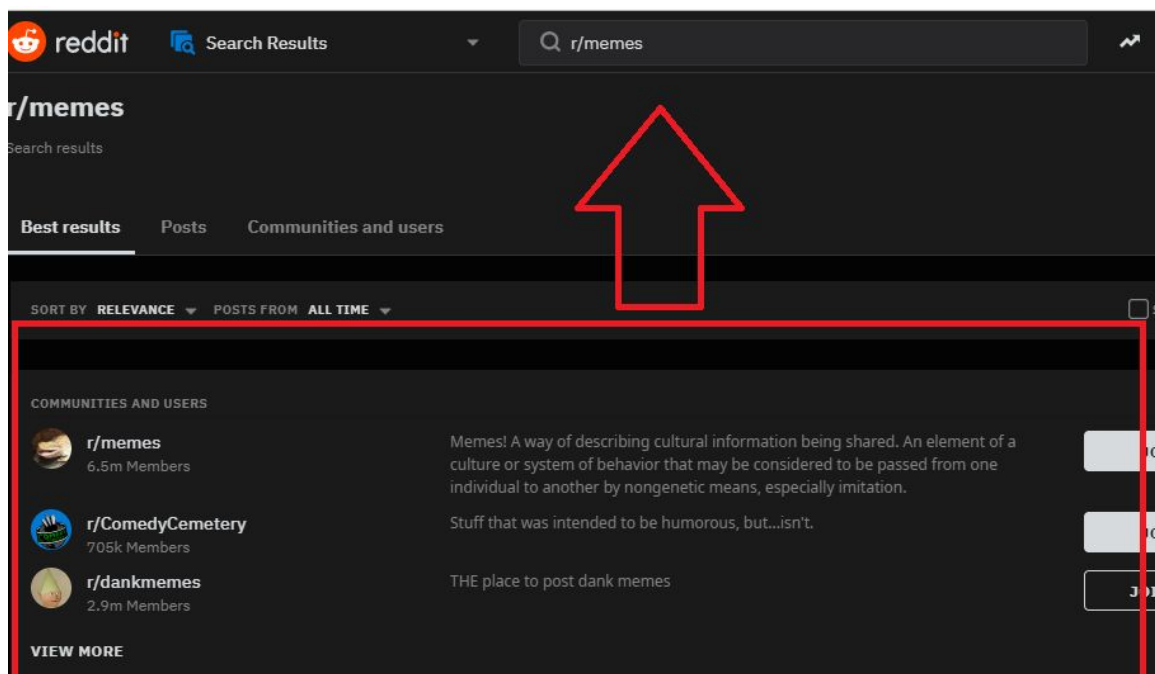 reddit Search Results r/memes
r/memes
Search results
Best results Posts Communities and users
SORT BY RELEVANCE POSTS FROM ALL TIME
COMMUNITIES AND USERS
r/memes
6.5m Members
Memes! A way of describing cultural information being shared. An element of a
culture or system of behavior that may be considered to be passed from one
individual to another by nongenetic means, especially imitation.
r/ComedyCemetery
705k Members
Stuff that was intended to be humorous, but...isn't.
r/dankmemes
2.9m Members
THE place to post dank memes
VIEW MORE